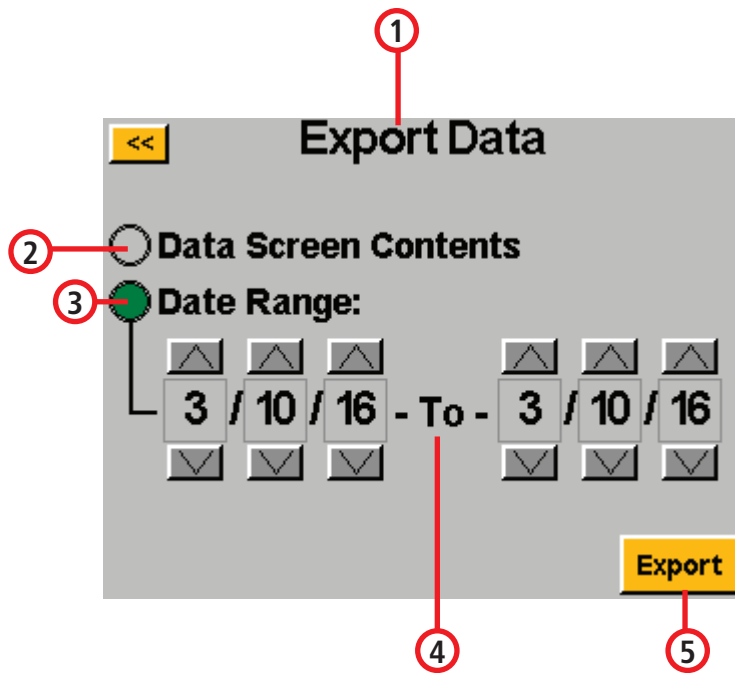 1
<< Export Data
2 Data Screen Contents
3 Date Range:
3 / 10 / 16 - To - 3 / 10 / 16
Export
4 5